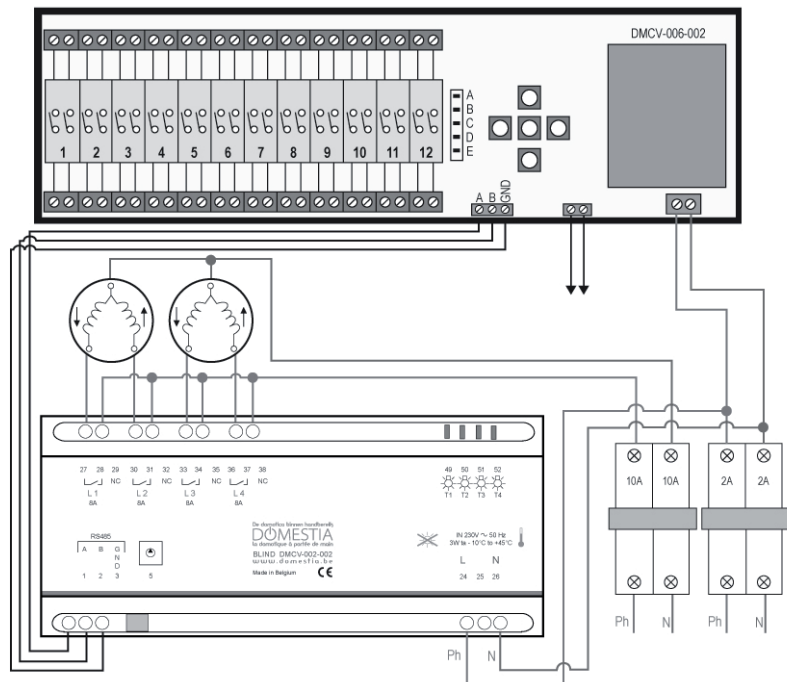 DMCV-006-002
1 2 3 4 5 6 7 8 9 10 11 12
A
B
C
D
E
A B GND
27 28 29 30 31 32 33 34 35 36 37 38
NC NC NC NC
L 1 L 2 L 3 L 4
8A 8A 8A 8A
49 50 51 52
T1 T2 T3 T4
10A 10A 2A 2A
RS485
A B GND
1 2 3 5
De domotica binnen handbereik
DOMESTIA
la domotique à portée de main
BLIND DMCV-002-002
www.domestia.be
Made in Belgium CE
IN 230V ~ 50 Hz
3W ta - 10°C to +45°C
L N
24 25 26
Ph N Ph N
Ph N